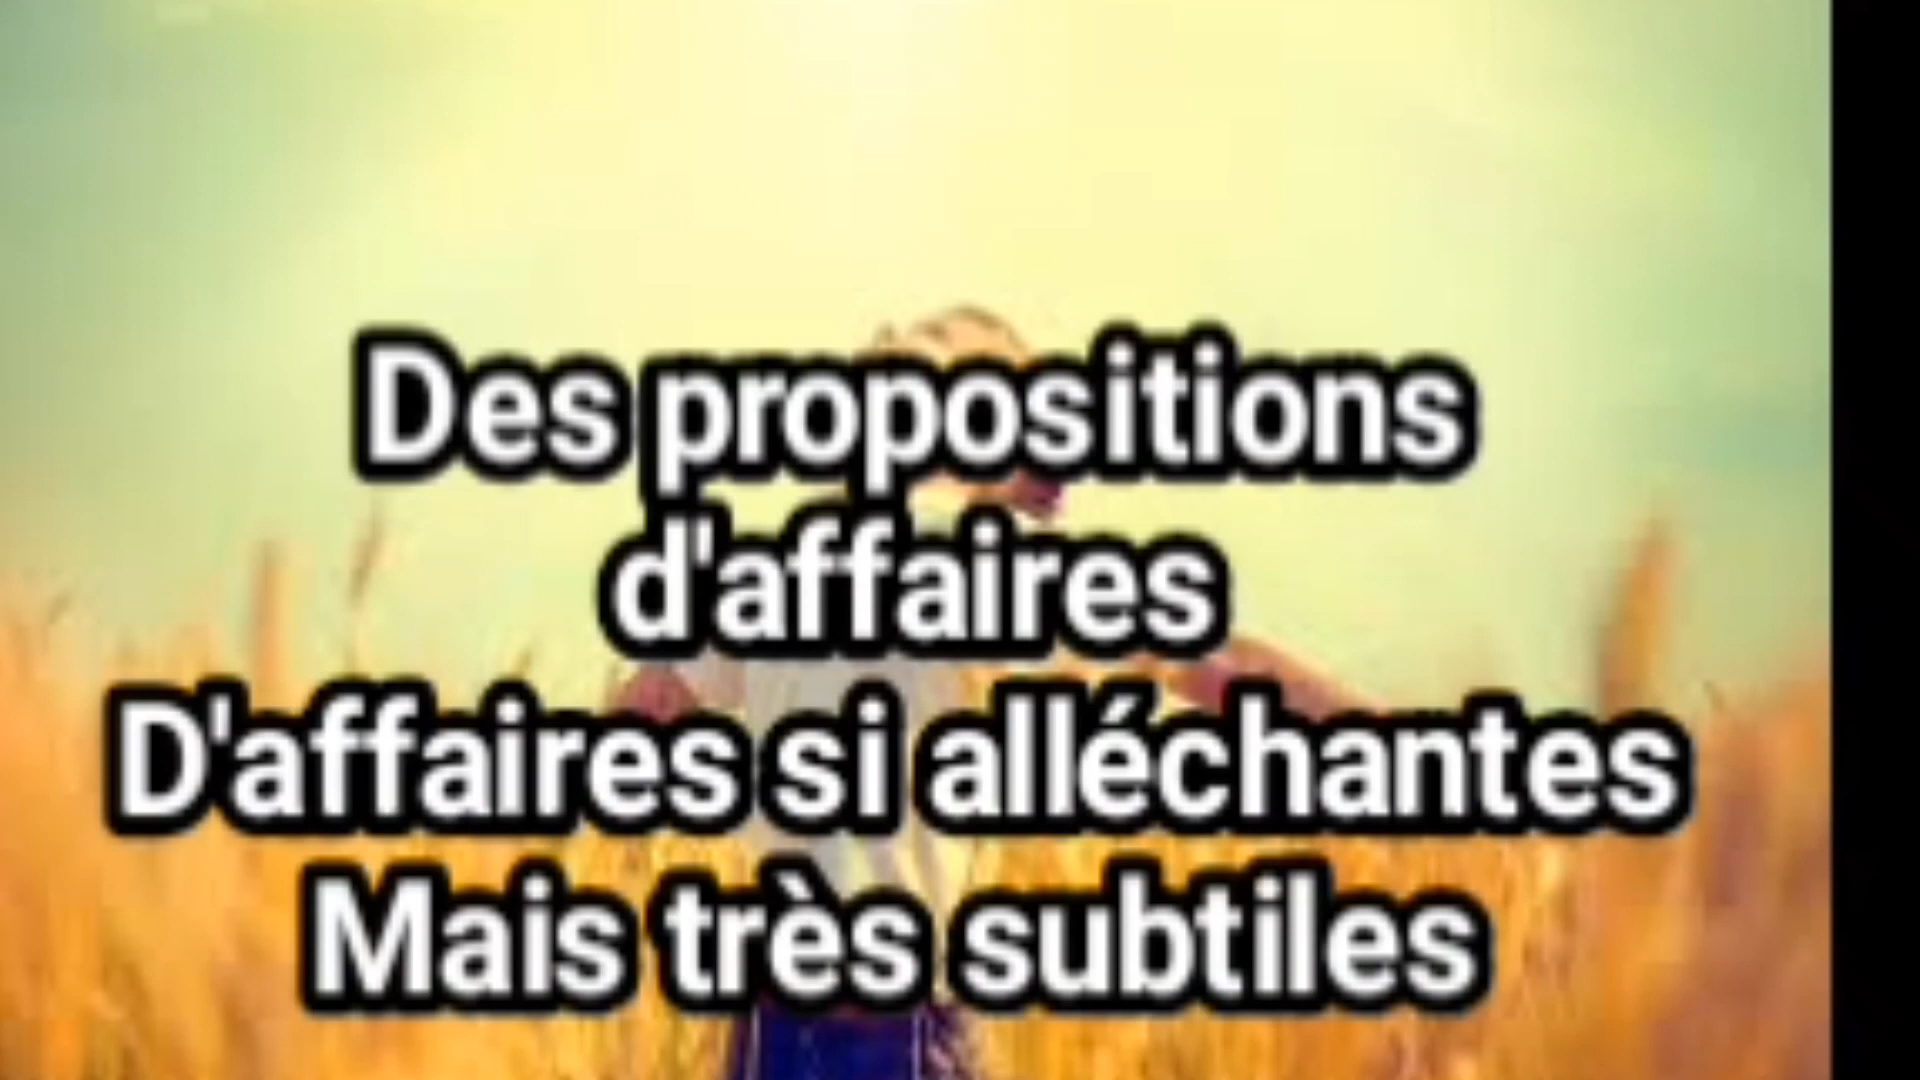 Des propositions
d'affaires
D'affaires si alléchantes
Mais très subtiles